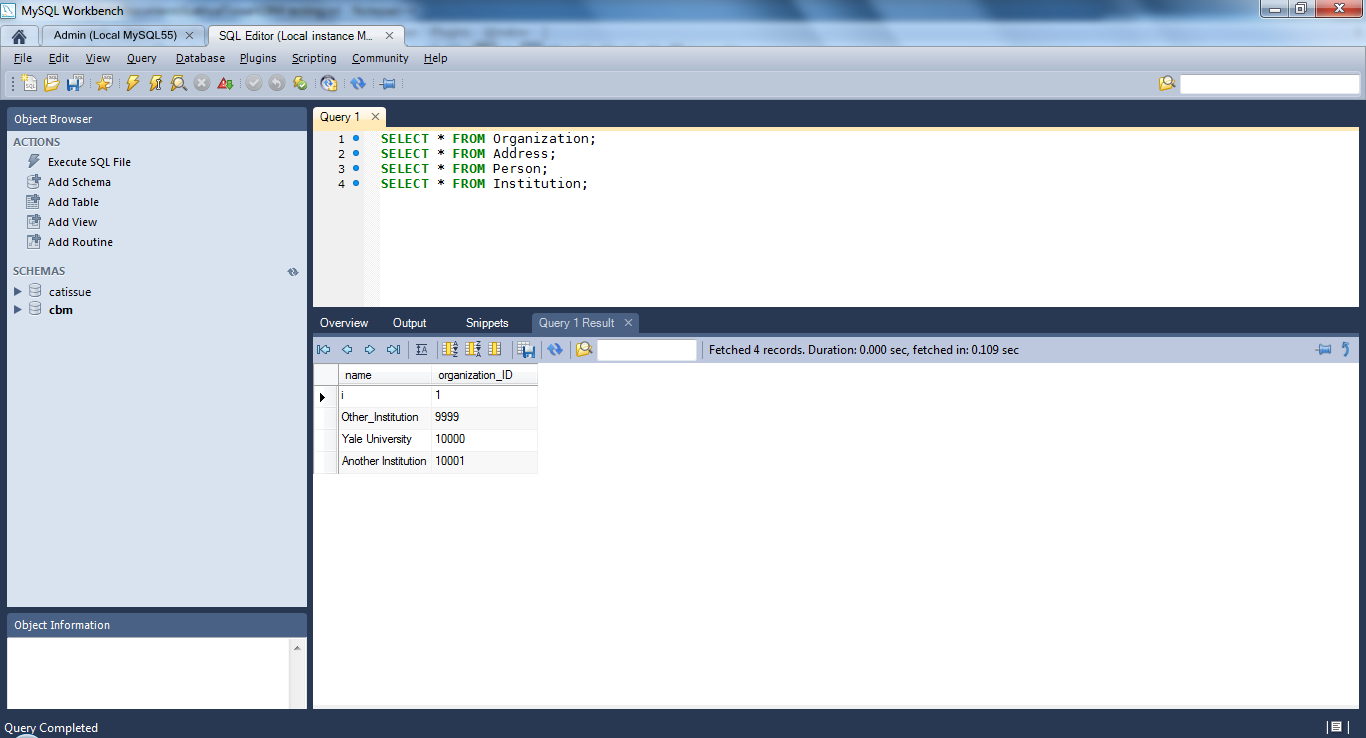 MySQL Workbench
Admin (Local MySQL55)
SQL Editor (Local instance M...
File Edit View Query Database Plugins Scripting Community Help
Object Browser
ACTIONS
Execute SQL File
Add Schema
Add Table
Add View
Add Routine
SCHEMAS
catissue
cbm
Object Information
Query 1
1 SELECT * FROM Organization;
2 SELECT * FROM Address;
3 SELECT * FROM Person;
4 SELECT * FROM Institution;
Overview Output Snippets Query 1 Result
Fetched 4 records. Duration: 0.000 sec, fetched in: 0.109 sec
name organization_ID
i 1
Other_Institution 9999
Yale University 10000
Another Institution 10001
Query Completed